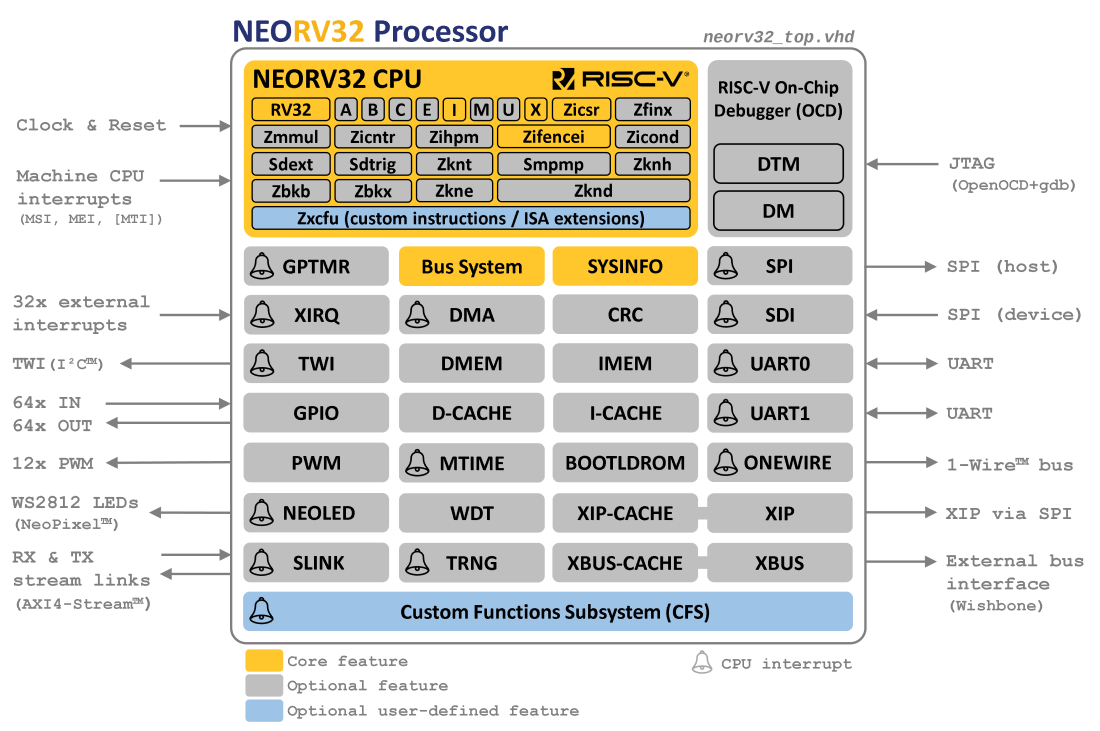 NEORV32 Processor
neorv32_top.vhd
NEORV32 CPU
RISC-V®
RV32 A B C E I M U X Zicsr Zfinx
Zmmul Zicntr Zihpm Zifencei Zicond
Sdext Sdtrig Zknt Smpmp Zknh
Zbkb Zbkx Zkne Zknd
Zxcfu (custom instructions / ISA extensions)
RISC-V On-Chip
Debugger (OCD)
DTM
DM
Clock & Reset
Machine CPU
interrupts
(MSI, MEI, [MTI])
JTAG
(OpenOCD+gdb)
GPTMR Bus System SYSINFO SPI
SPI (host)
32x external
interrupts
XIRQ DMA CRC SDI
SPI (device)
TWI(I²C™)
TWI DMEM IMEM UART0
UART
64x IN
64x OUT
GPIO D-CACHE I-CACHE UART1
UART
12x PWM
PWM MTIME BOOTLDROM ONEWIRE
1-Wire™ bus
WS2812 LEDs
(NeoPixel™)
NEOLED WDT XIP-CACHE XIP
XIP via SPI
RX & TX
stream links
(AXI4-Stream™)
SLINK TRNG XBUS-CACHE XBUS
External bus
interface
(Wishbone)
Custom Functions Subsystem (CFS)
Core feature
Optional feature
Optional user-defined feature
CPU interrupt